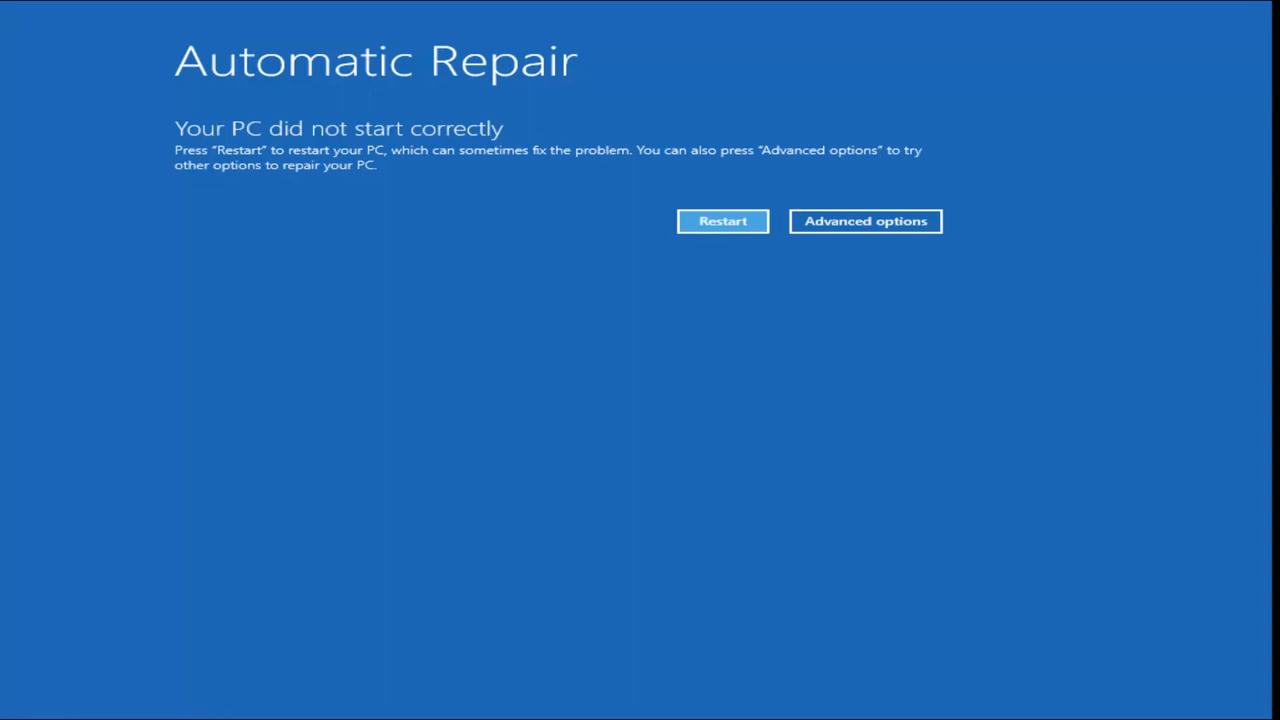 Automatic Repair
Your PC did not start correctly
Press “Restart” to restart your PC, which can sometimes fix the problem. You can also press “Advanced options” to try
other options to repair your PC.
Restart
Advanced options